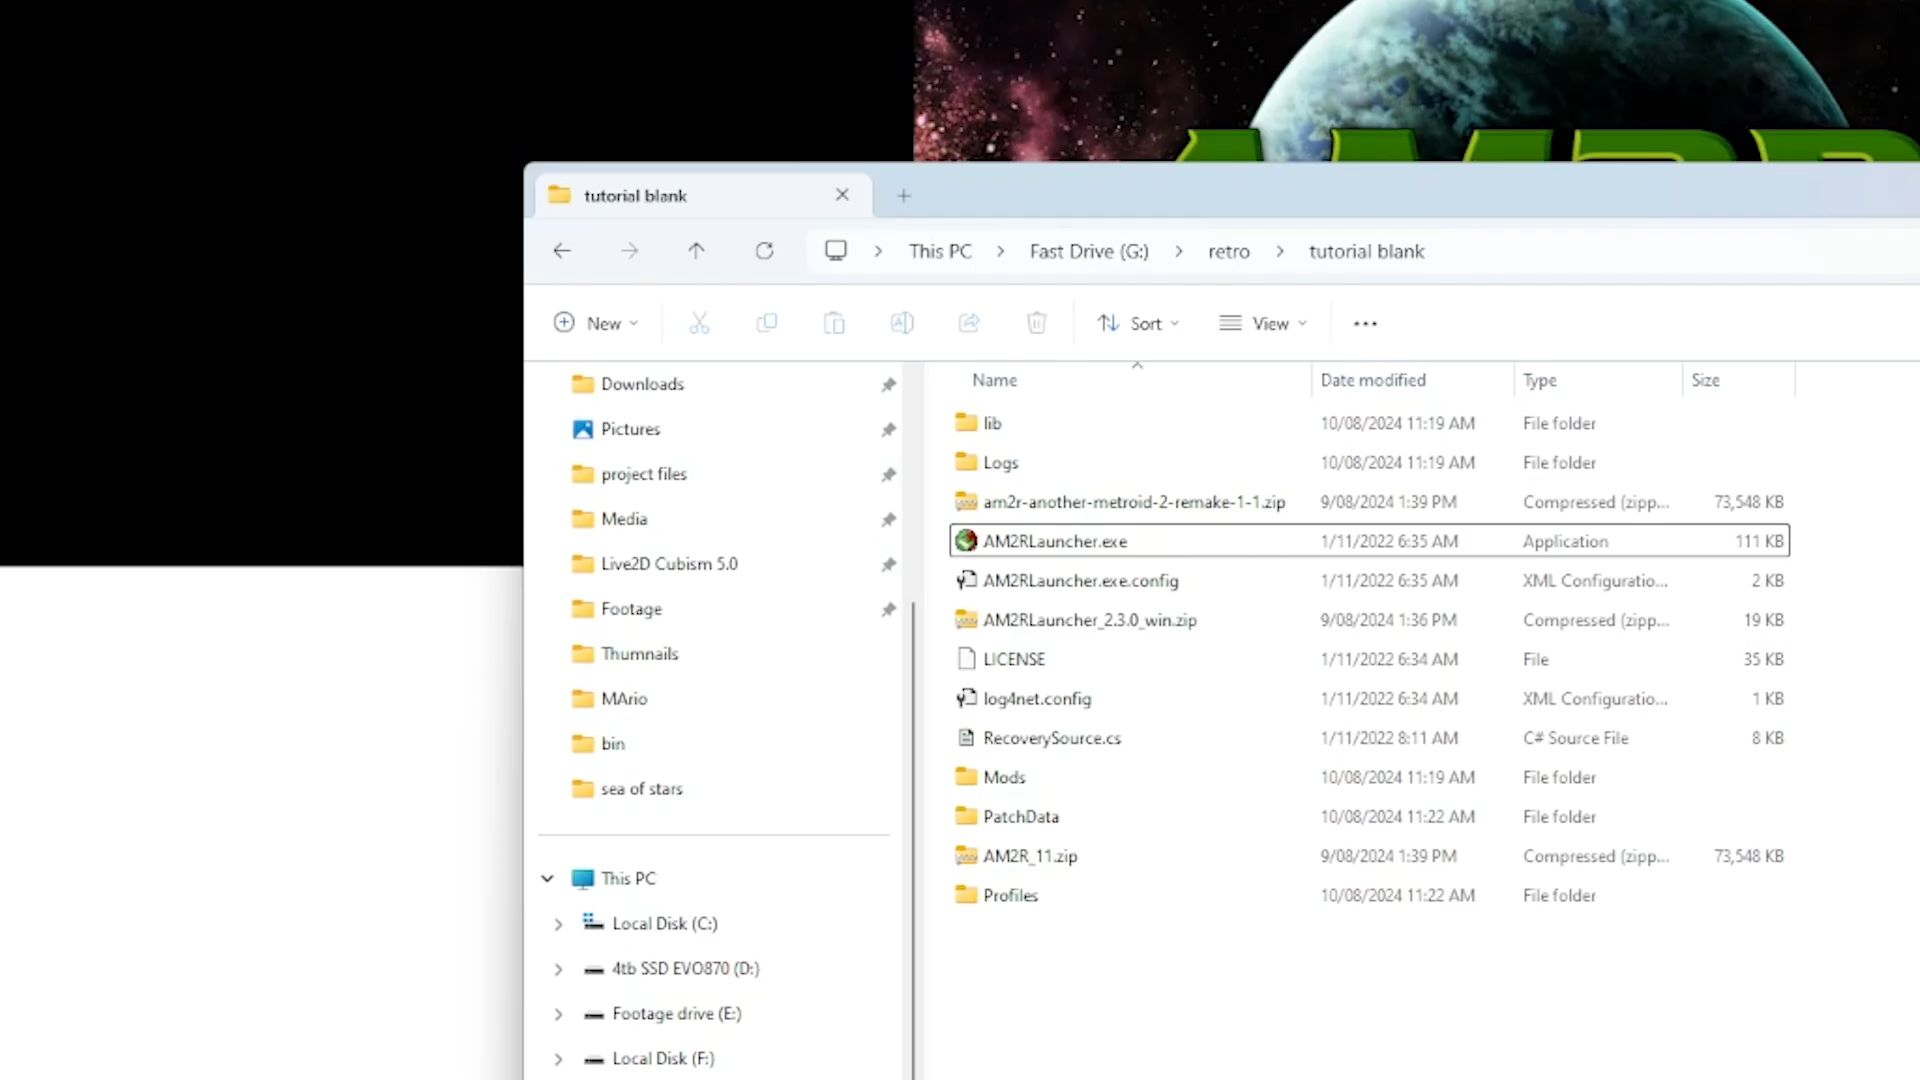 AM2R
tutorial blank
This PC > Fast Drive (G:) > retro > tutorial blank
New Sort View
Name Date modified Type Size
Downloads
Pictures
project files
Media
Live2D Cubism 5.0
Footage
Thumnails
MArio
bin
sea of stars
This PC
Local Disk (C:)
4tb SSD EVO870 (D:)
Footage drive (E:)
Local Disk (F:)
lib 10/08/2024 11:19 AM File folder
Logs 10/08/2024 11:19 AM File folder
am2r-another-metroid-2-remake-1-1.zip 9/08/2024 1:39 PM Compressed (zipp... 73,548 KB
AM2RLauncher.exe 1/11/2022 6:35 AM Application 111 KB
AM2RLauncher.exe.config 1/11/2022 6:35 AM XML Configuratio... 2 KB
AM2RLauncher_2.3.0_win.zip 9/08/2024 1:36 PM Compressed (zipp... 19 KB
LICENSE 1/11/2022 6:34 AM File 35 KB
log4net.config 1/11/2022 6:34 AM XML Configuratio... 1 KB
RecoverySource.cs 1/11/2022 8:11 AM C# Source File 8 KB
Mods 10/08/2024 11:19 AM File folder
PatchData 10/08/2024 11:22 AM File folder
AM2R_11.zip 9/08/2024 1:39 PM Compressed (zipp... 73,548 KB
Profiles 10/08/2024 11:22 AM File folder